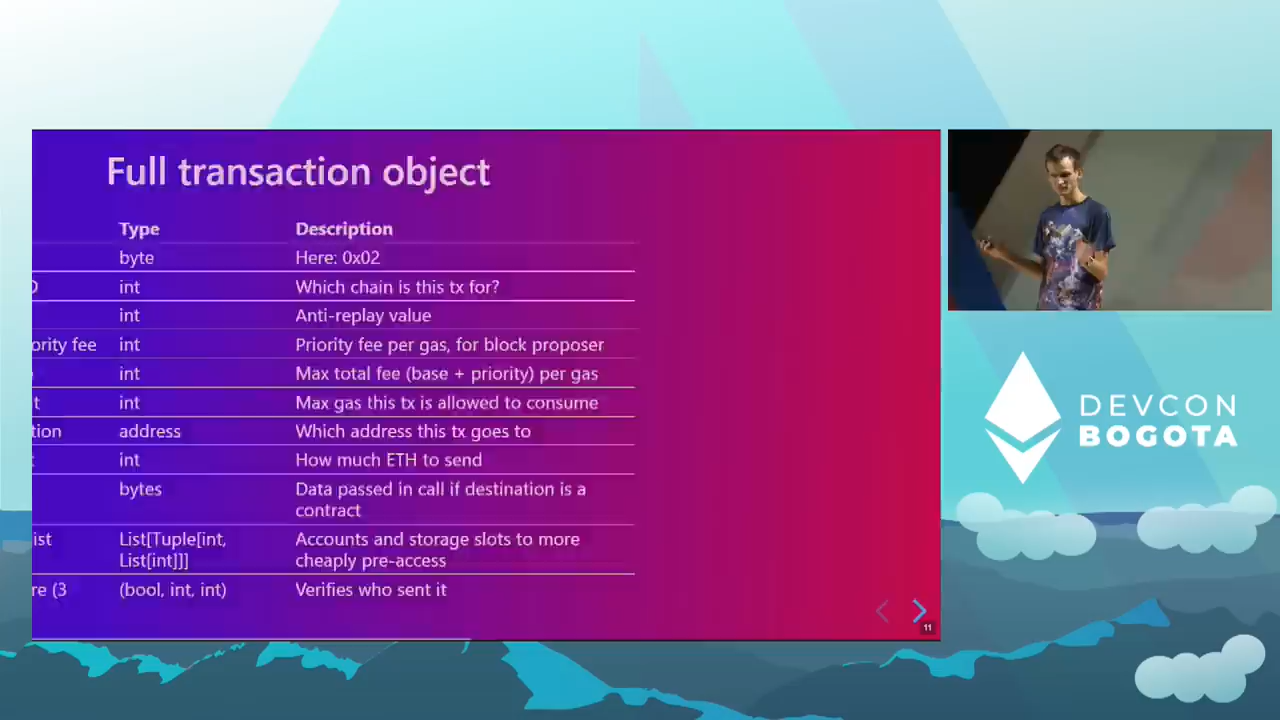 Full transaction object
Type Description
byte Here: 0x02
D int Which chain is this tx for?
int Anti-replay value
ority fee int Priority fee per gas, for block proposer
int Max total fee (base + priority) per gas
t int Max gas this tx is allowed to consume
tion address Which address this tx goes to
int How much ETH to send
bytes Data passed in call if destination is a
contract
ist List[Tuple[int, Accounts and storage slots to more
List[int]]] cheaply pre-access
re (3 (bool, int, int) Verifies who sent it
11
DEVCON
BOGOTA